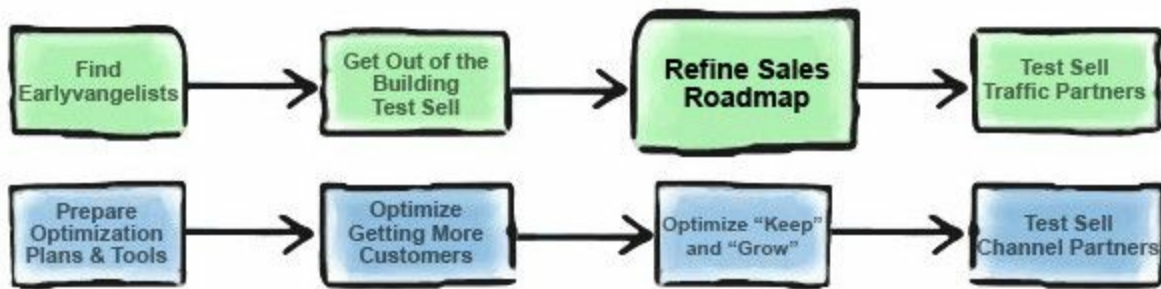 Find
Earlyvangelists
Get Out of the
Building
Test Sell
Refine Sales
Roadmap
Test Sell
Traffic Partners
Prepare
Optimization
Plans & Tools
Optimize
Getting More
Customers
Optimize “Keep”
and “Grow”
Test Sell
Channel Partners